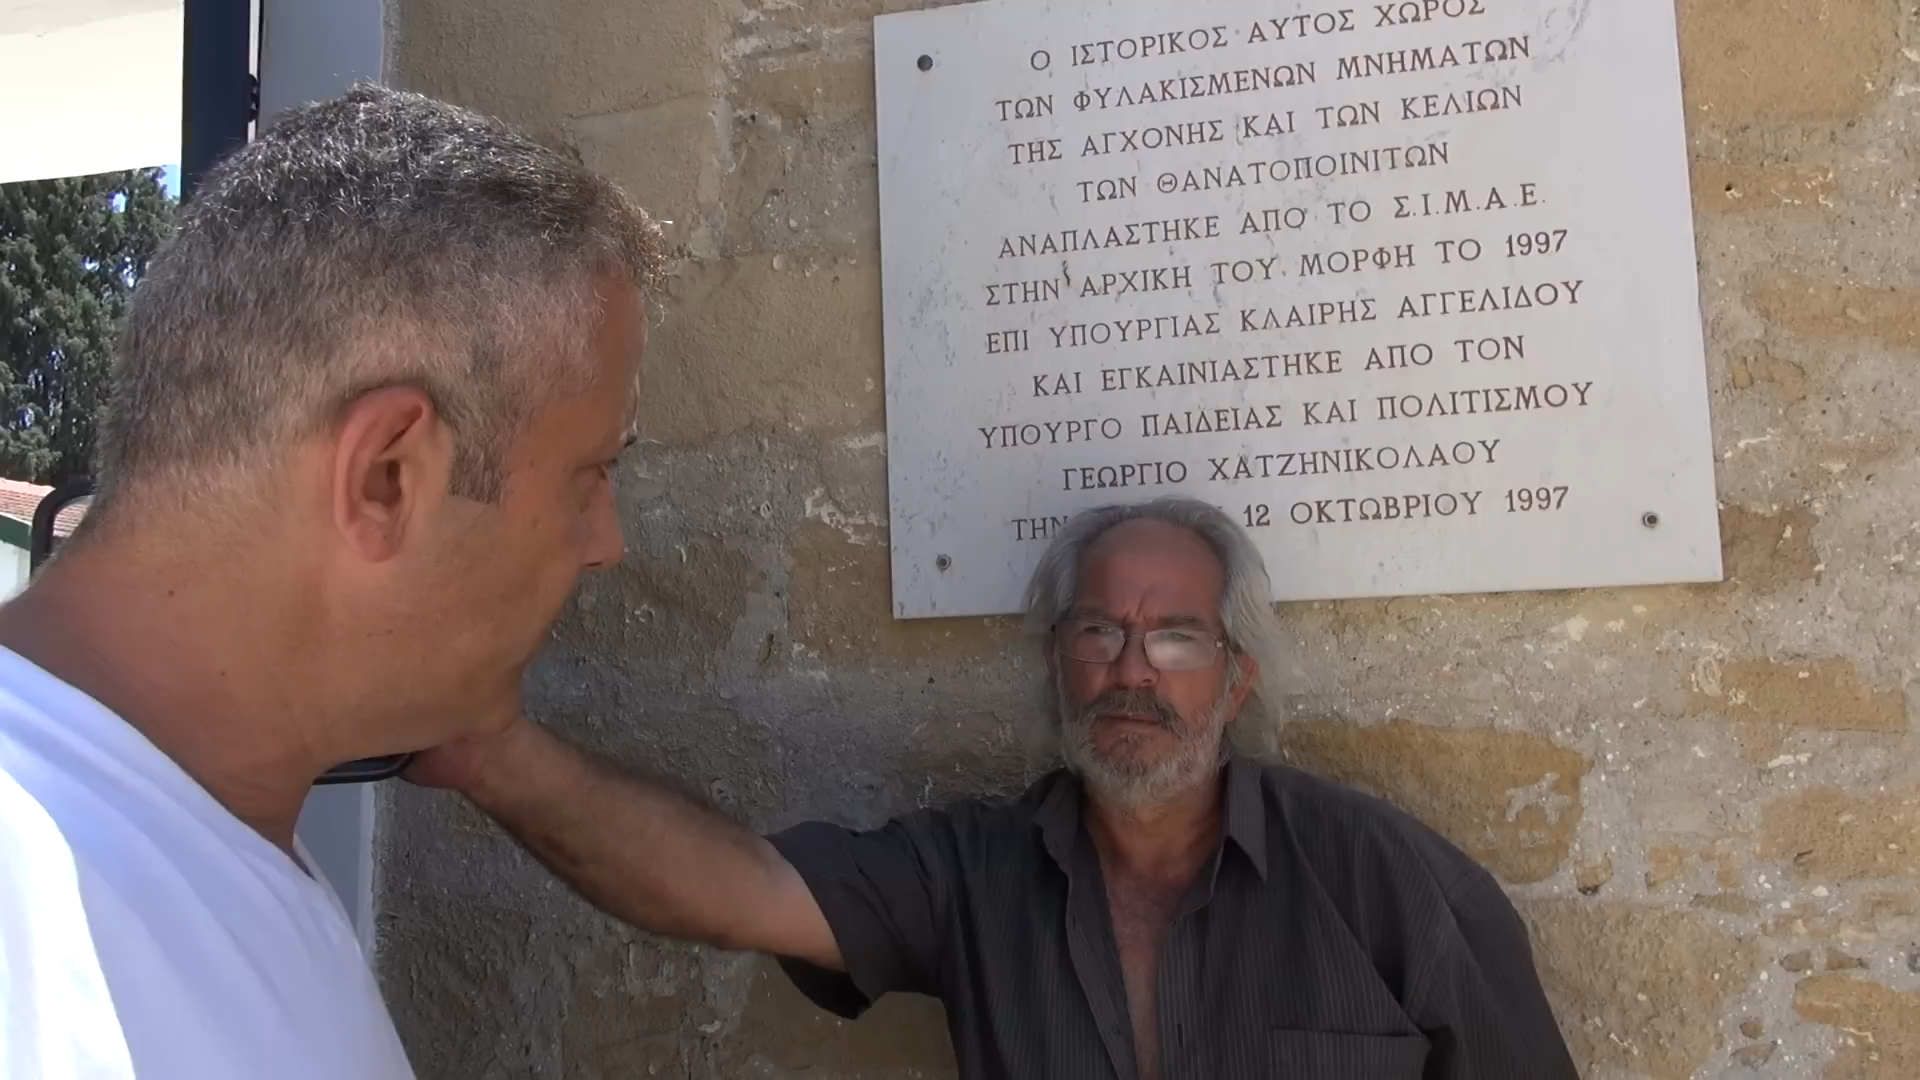 Ο ΙΣΤΟΡΙΚΟΣ ΑΥΤΟΣ ΧΩΡΟΣ
ΤΩΝ ΦΥΛΑΚΙΣΜΕΝΩΝ ΜΝΗΜΑΤΩΝ
ΤΗΣ ΑΓΧΟΝΗΣ ΚΑΙ ΤΩΝ ΚΕΛΙΩΝ
ΤΩΝ ΘΑΝΑΤΟΠΟΙΝΙΤΩΝ
ΑΝΑΠΛΑΣΤΗΚΕ ΑΠΟ ΤΟ Σ.Ι.Μ.Α.Ε.
ΣΤΗΝ ΑΡΧΙΚΗ ΤΟΥ ΜΟΡΦΗ ΤΟ 1997
ΕΠΙ ΥΠΟΥΡΓΙΑΣ ΚΛΑΙΡΗΣ ΑΓΓΕΛΙΔΟΥ
ΚΑΙ ΕΓΚΑΙΝΙΑΣΤΗΚΕ ΑΠΟ ΤΟΝ
ΥΠΟΥΡΓΟ ΠΑΙΔΕΙΑΣ ΚΑΙ ΠΟΛΙΤΙΣΜΟΥ
ΓΕΩΡΓΙΟ ΧΑΤΖΗΝΙΚΟΛΑΟΥ
ΤΗΝ 12 ΟΚΤΩΒΡΙΟΥ 1997